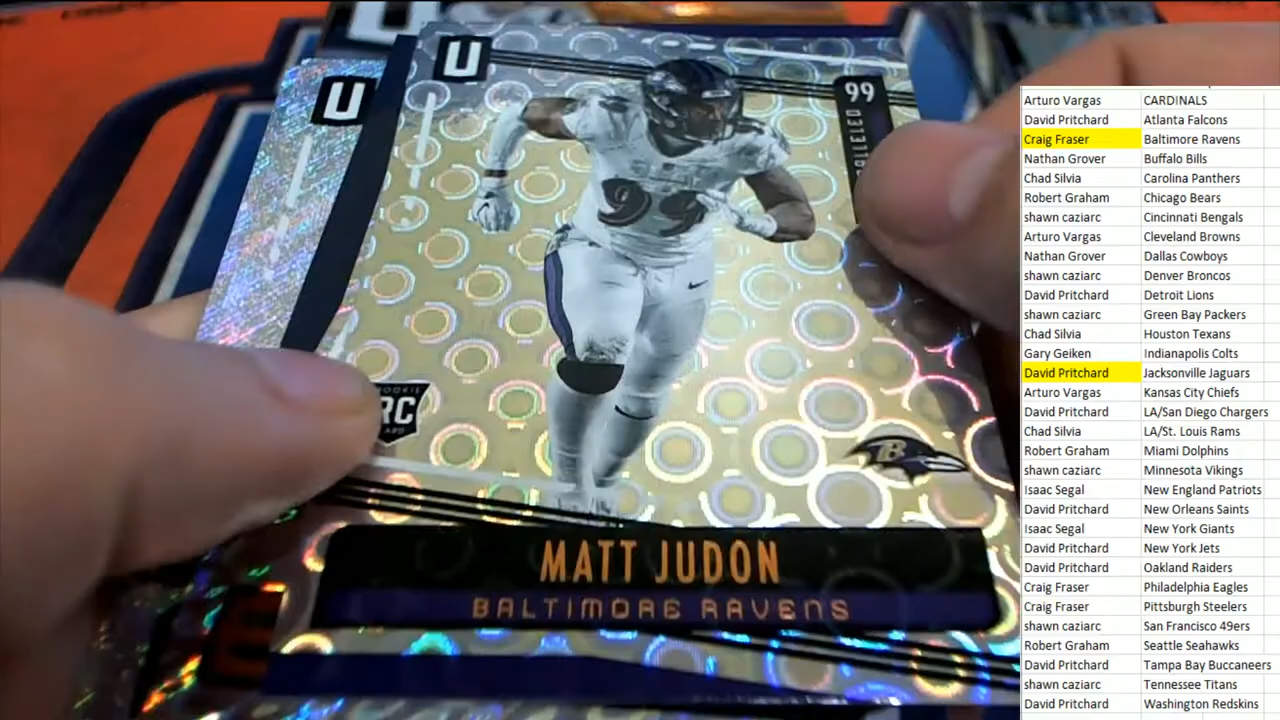 U
U
99
99
ROOKIE
RC
CARD
B
MATT JUDON
BALTIMORE RAVENS
Arturo Vargas CARDINALS
David Pritchard Atlanta Falcons
Craig Fraser Baltimore Ravens
Nathan Grover Buffalo Bills
Chad Silvia Carolina Panthers
Robert Graham Chicago Bears
shawn caziarc Cincinnati Bengals
Arturo Vargas Cleveland Browns
Nathan Grover Dallas Cowboys
shawn caziarc Denver Broncos
David Pritchard Detroit Lions
shawn caziarc Green Bay Packers
Chad Silvia Houston Texans
Gary Geiken Indianapolis Colts
David Pritchard Jacksonville Jaguars
Arturo Vargas Kansas City Chiefs
David Pritchard LA/San Diego Chargers
Chad Silvia LA/St. Louis Rams
Robert Graham Miami Dolphins
shawn caziarc Minnesota Vikings
Isaac Segal New England Patriots
David Pritchard New Orleans Saints
Isaac Segal New York Giants
David Pritchard New York Jets
David Pritchard Oakland Raiders
Craig Fraser Philadelphia Eagles
Craig Fraser Pittsburgh Steelers
shawn caziarc San Francisco 49ers
Robert Graham Seattle Seahawks
David Pritchard Tampa Bay Buccaneers
shawn caziarc Tennessee Titans
David Pritchard Washington Redskins